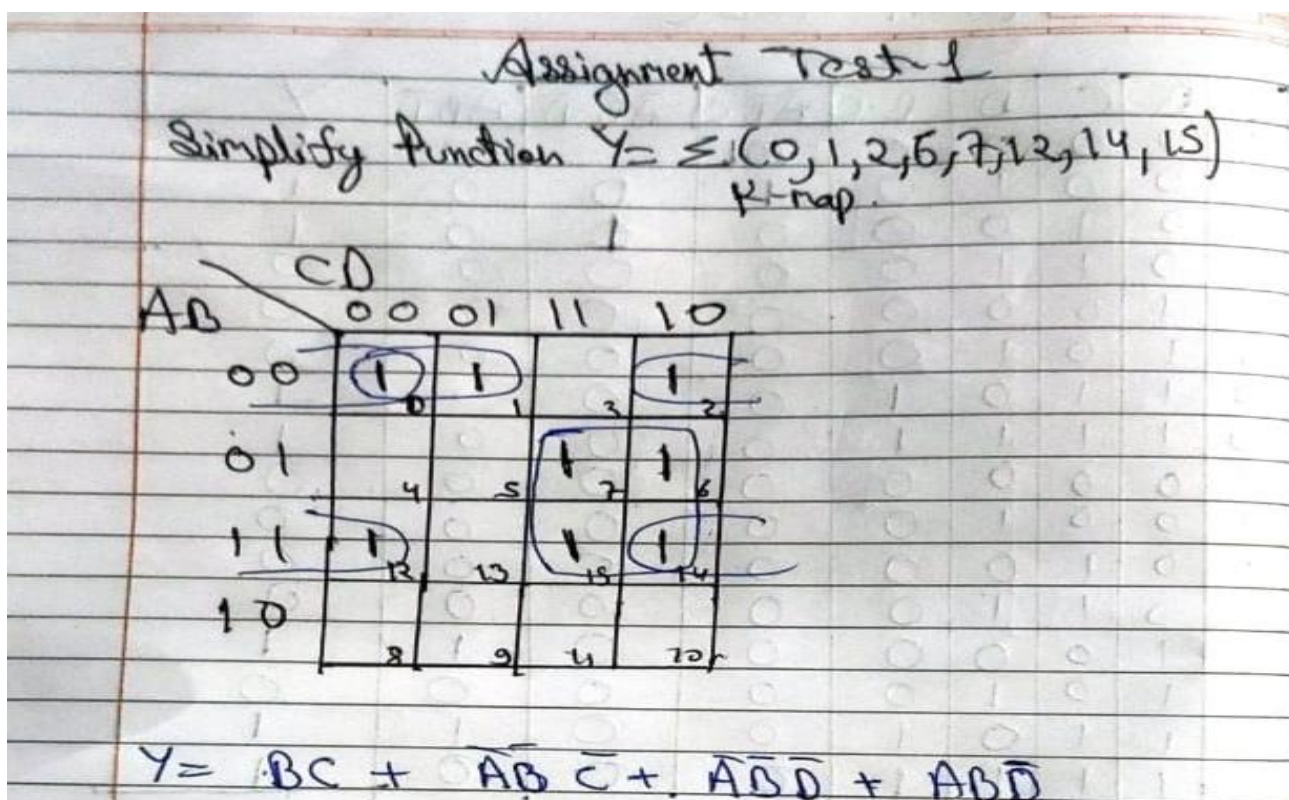 Assignment Test-1
Simplify function Y= Σ(0,1,2,6,7,12,14,15)
K-map.
CD
AB 00 01 11 10
00 1 0 1 1 3 1 2
01 4 5 1 7 1 6
11 1 12 13 1 15 1 14
10 8 9 11 10
Y= BC + A̅B̅ C̅ + A̅B̅D̅ + ABD̅